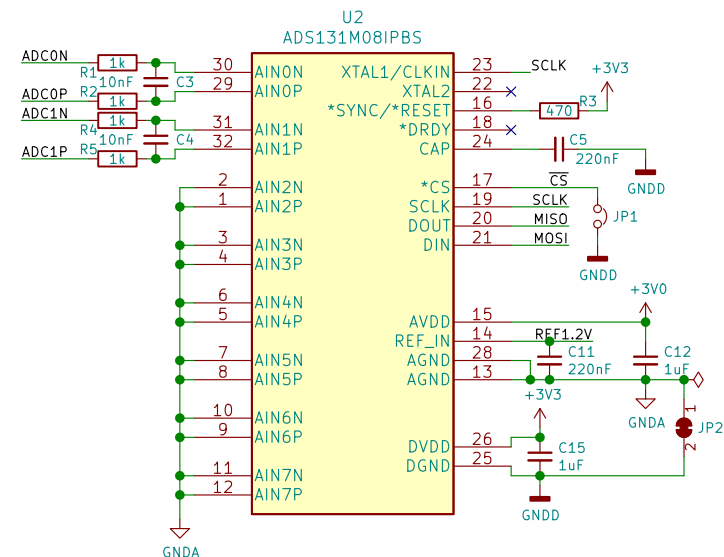 U2
ADS131M08IPBS
ADC0N
R1
1k
10nF
C3
ADC0P
R2
1k
ADC1N
R4
1k
10nF
C4
ADC1P
R5
1k
30 AIN0N
29 AIN0P
31 AIN1N
32 AIN1P
2 AIN2N
1 AIN2P
3 AIN3N
4 AIN3P
6 AIN4N
5 AIN4P
7 AIN5N
8 AIN5P
10 AIN6N
9 AIN6P
11 AIN7N
12 AIN7P
GNDA
XTAL1/CLKIN 23 SCLK
XTAL2 22
*SYNC/*RESET 16 470 R3
+3V3
*DRDY 18
CAP 24
C5
220nF
GNDD
*CS 17 CS
SCLK 19 SCLK
DOUT 20 MISO
DIN 21 MOSI
JP1
GNDD
+3V0
AVDD 15
REF_IN 14 REF1.2V
AGND 28
AGND 13
C11
220nF
C12
1uF
GNDA
+3V3
1
JP2
2
DVDD 26
DGND 25
C15
1uF
GNDD